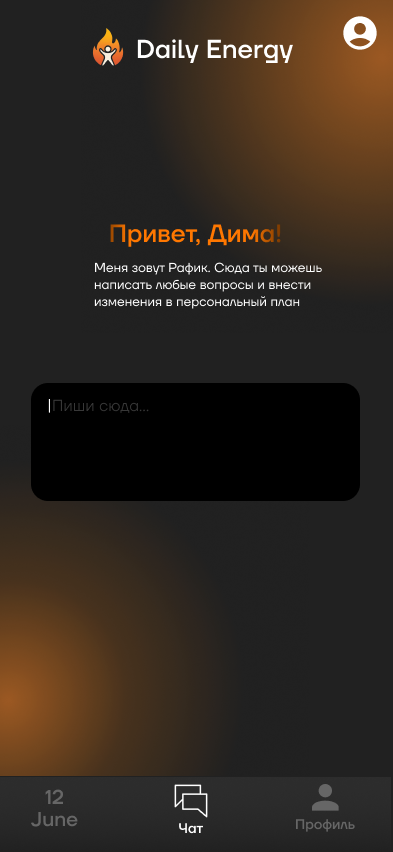 Daily Energy
Привет, Дима!
Меня зовут Рафик. Сюда ты можешь
написать любые вопросы и внести
изменения в персональный план
Пиши сюда...
12
June
Чат
Профиль